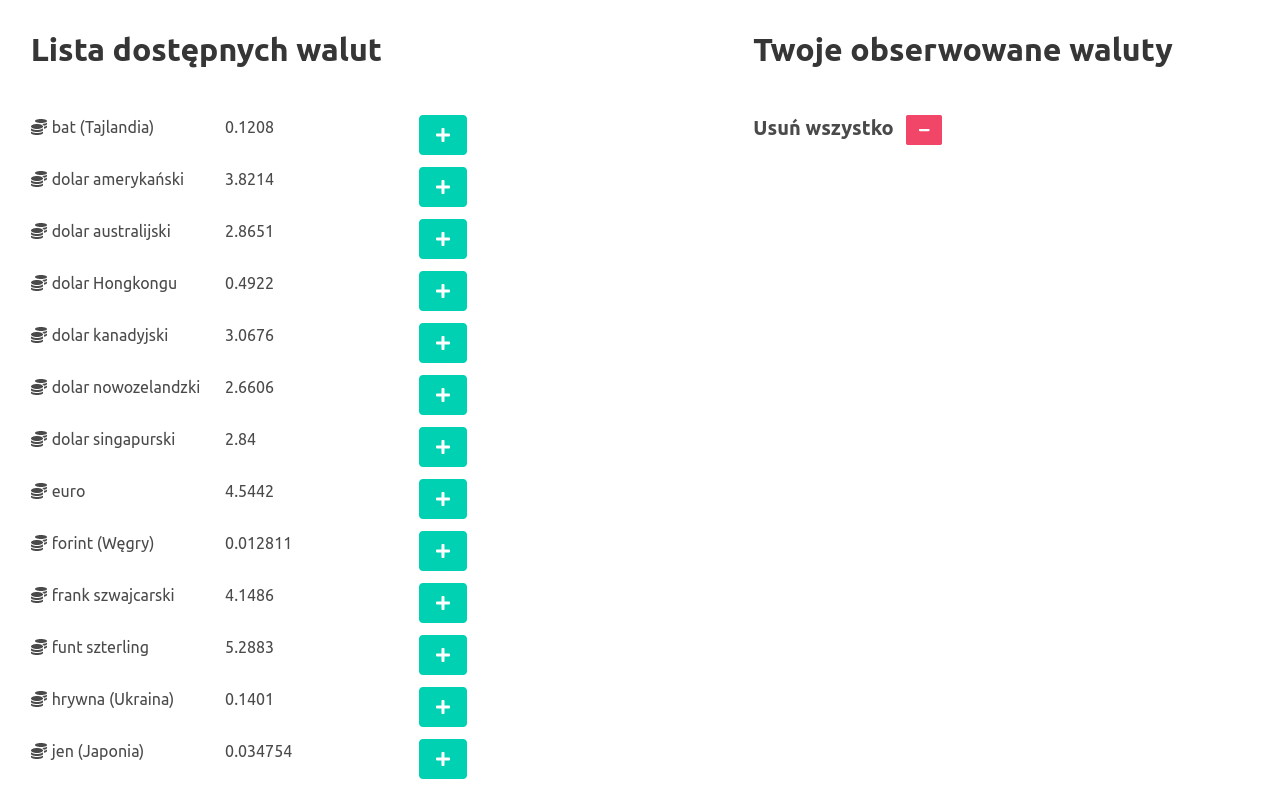 Lista dostępnych walut
bat (Tajlandia) 0.1208
dolar amerykański 3.8214
dolar australijski 2.8651
dolar Hongkongu 0.4922
dolar kanadyjski 3.0676
dolar nowozelandzki 2.6606
dolar singapurski 2.84
euro 4.5442
forint (Węgry) 0.012811
frank szwajcarski 4.1486
funt szterling 5.2883
hrywna (Ukraina) 0.1401
jen (Japonia) 0.034754
Twoje obserwowane waluty
Usuń wszystko